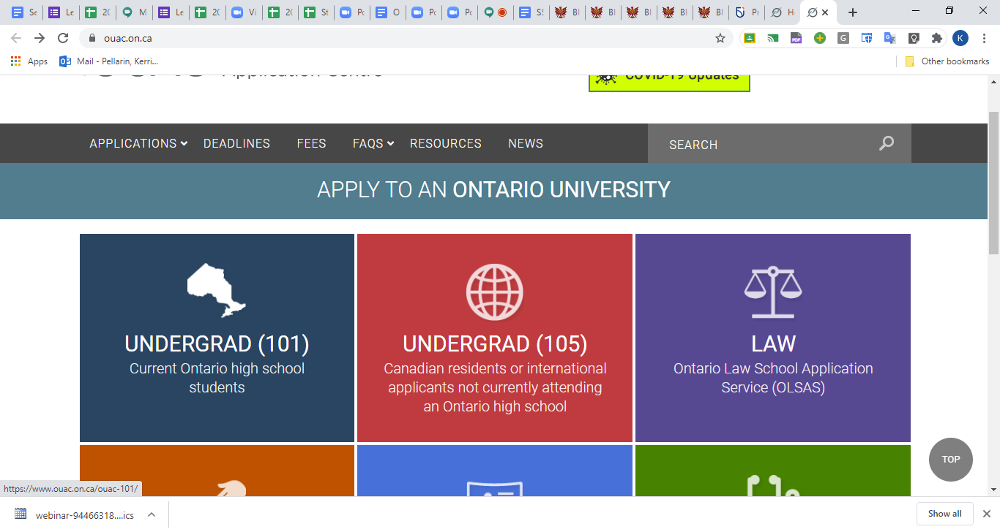 Se
Le
20
M
Le
20
Vi
20
St
Po
O
Po
Po
SS
Bl
Bl
Bl
Bl
Bl
Pr
H
ouac.on.ca
G
PDF
K
Apps
Mail - Pellarin, Kerri...
Other bookmarks
Application Centre
COVID-19 Updates
APPLICATIONS DEADLINES FEES FAQS RESOURCES NEWS SEARCH
APPLY TO AN ONTARIO UNIVERSITY
UNDERGRAD (101)
Current Ontario high school
students
UNDERGRAD (105)
Canadian residents or international
applicants not currently attending
an Ontario high school
LAW
Ontario Law School Application
Service (OLSAS)
TOP
https://www.ouac.on.ca/ouac-101/
webinar-94466318....ics
Show all